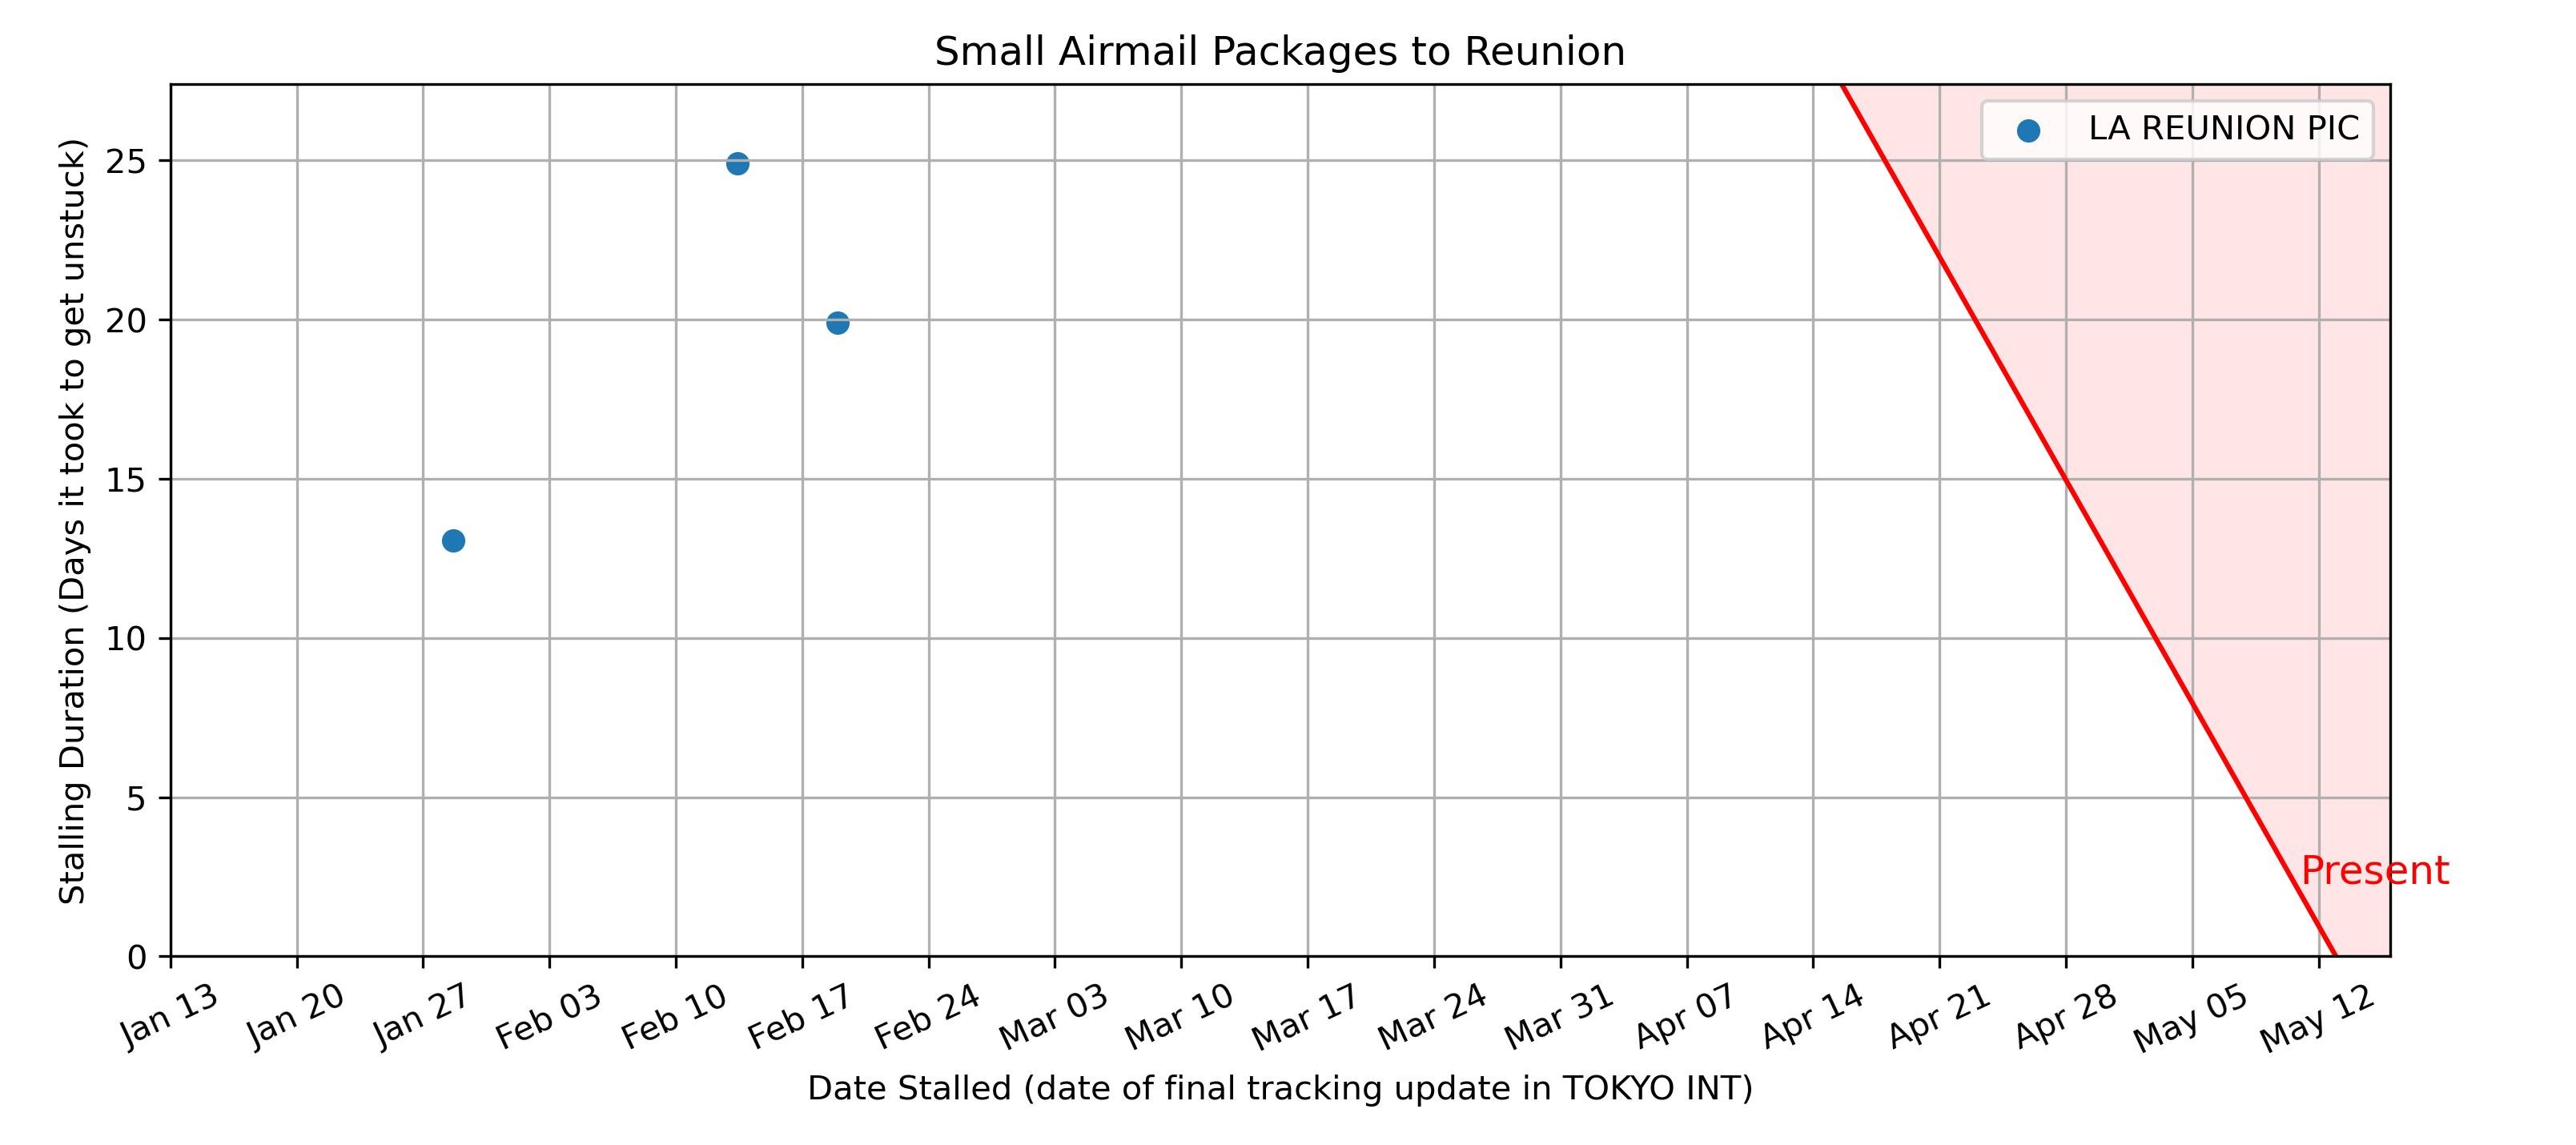 Small Airmail Packages to Reunion
LA REUNION PIC
Stalling Duration (Days it took to get unstuck)
25
20
15
10
5
0
Present
Jan 13 Jan 20 Jan 27 Feb 03 Feb 10 Feb 17 Feb 24 Mar 03 Mar 10 Mar 17 Mar 24 Mar 31 Apr 07 Apr 14 Apr 21 Apr 28 May 05 May 12
Date Stalled (date of final tracking update in TOKYO INT)